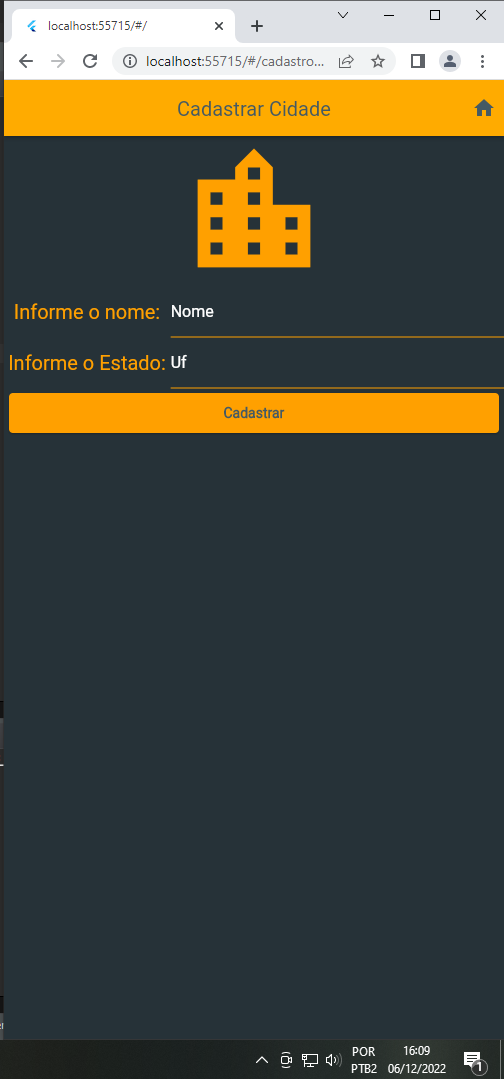 localhost:55715/#/
localhost:55715/#/cadastro...
Cadastrar Cidade
Informe o nome: Nome
Informe o Estado: Uf
Cadastrar
POR 16:09
PTB2 06/12/2022
1